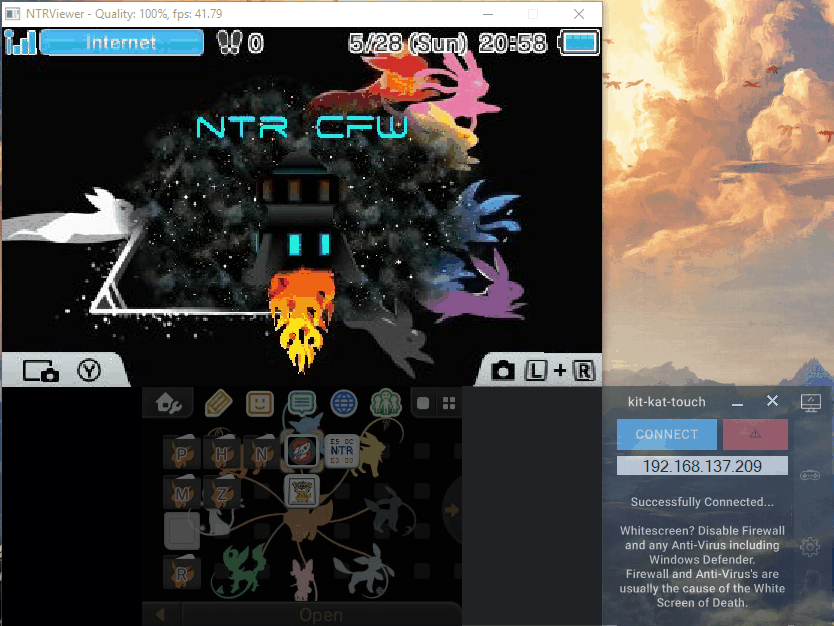 NTRViewer - Quality: 100%, fps: 41.79
Internet
0
5/28 (Sun) 20:58
NTR CFW
Y
L + R
kit-kat-touch
CONNECT
192.168.137.209
Successfully Connected...
Whitescreen? Disable Firewall
and any Anti-Virus including
Windows Defender.
Firewall and Anti-Virus's are
usually the cause of the White
Screen of Death.
P
H
N
NTR
M
Z
R
Open